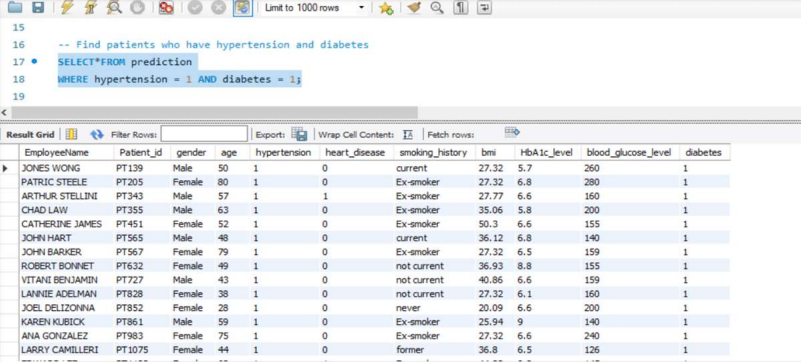 Limit to 1000 rows
15
16 -- Find patients who have hypertension and diabetes
17 SELECT*FROM prediction
18 WHERE hypertension = 1 AND diabetes = 1;
19
Result Grid Filter Rows: Export: Wrap Cell Content: Fetch rows:
EmployeeName Patient_id gender age hypertension heart_disease smoking_history bmi HbA1c_level blood_glucose_level diabetes
JONES WONG PT139 Male 50 1 0 current 27.32 5.7 260 1
PATRIC STEELE PT205 Female 80 1 0 Ex-smoker 27.32 6.8 280 1
ARTHUR STELLINI PT343 Male 57 1 1 Ex-smoker 27.77 6.6 160 1
CHAD LAW PT355 Male 63 1 0 Ex-smoker 35.06 5.8 200 1
CATHERINE JAMES PT451 Female 52 1 0 Ex-smoker 50.3 6.6 155 1
JOHN HART PT565 Male 48 1 0 current 36.12 6.8 140 1
JOHN BARKER PT567 Female 79 1 0 Ex-smoker 27.32 6.5 159 1
ROBERT BONNET PT632 Female 49 1 0 not current 36.93 8.8 155 1
VITANI BENJAMIN PT727 Male 43 1 0 not current 40.86 6.6 159 1
LANNIE ADELMAN PT828 Female 38 1 0 not current 27.32 6.1 160 1
JOEL DELIZONNA PT852 Female 28 1 0 never 20.09 6.6 200 1
KAREN KUBICK PT861 Male 59 1 0 Ex-smoker 25.94 9 140 1
ANA GONZALEZ PT983 Female 75 1 0 Ex-smoker 27.32 6.6 240 1
LARRY CAMILLERI PT1075 Female 44 1 0 former 36.8 6.5 126 1